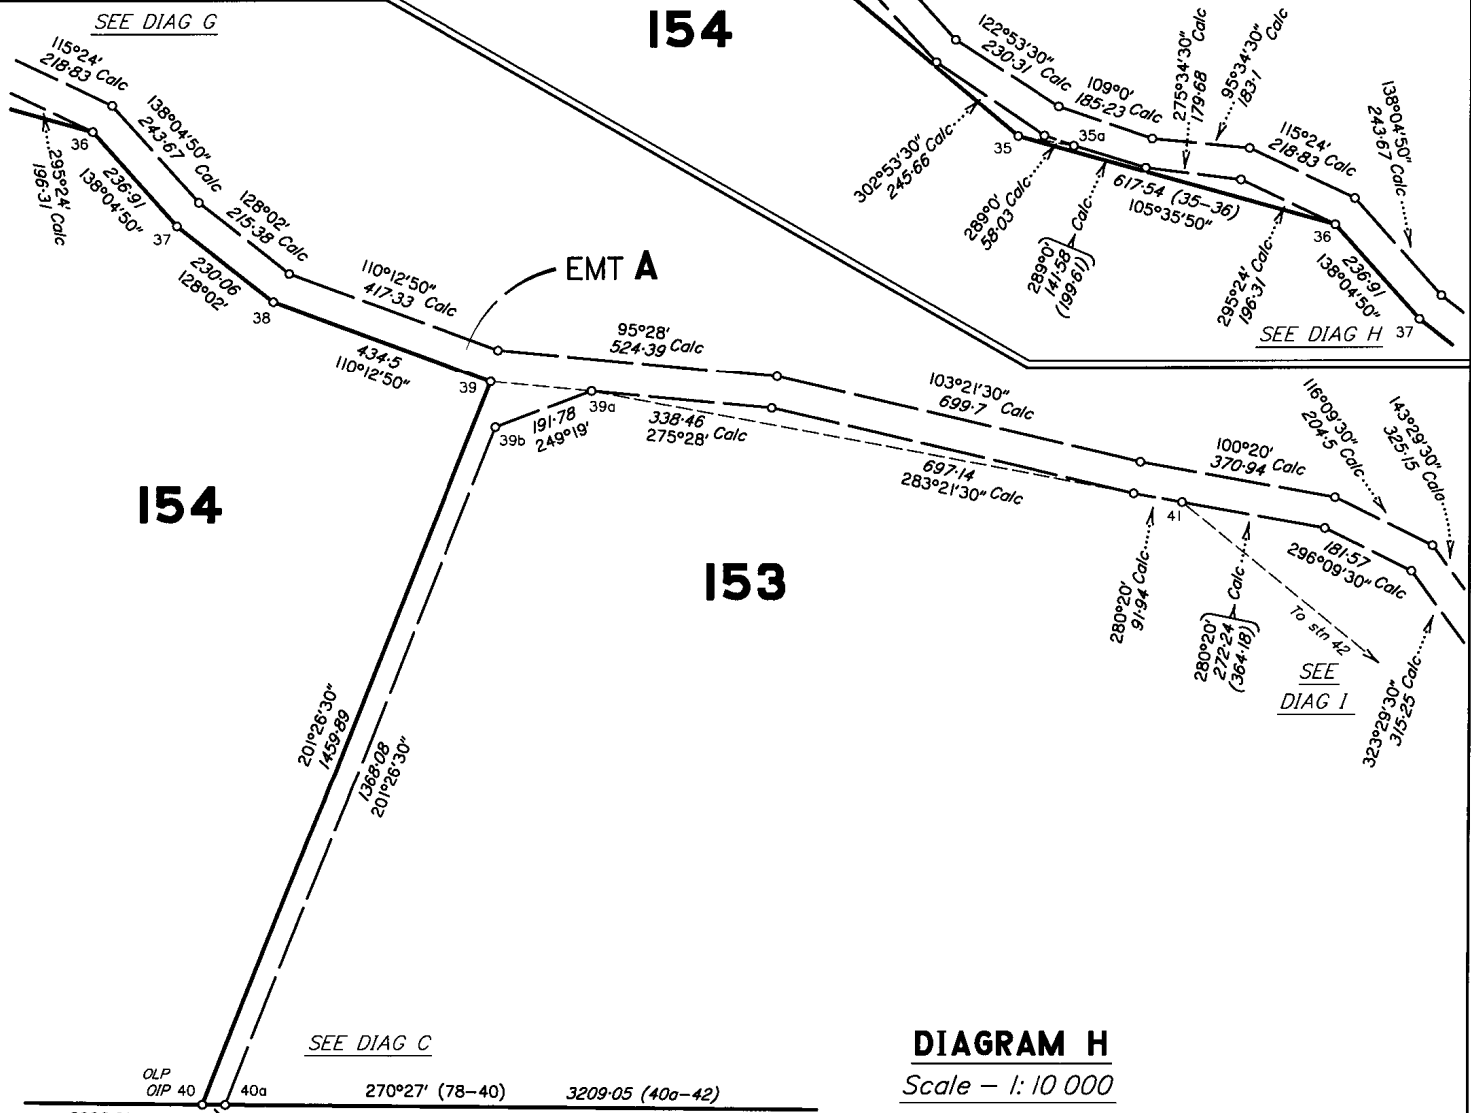 SEE DIAG G
154
115°24'
218·83 Calc
138°04'50"
243·67 Calc
36
295°24'
196·31 Calc
236·91
138°04'50"
37
128°02'
215·38 Calc
230·06
128°02'
38
110°12'50"
417·33 Calc
EMT A
434·5
110°12'50"
39
95°28'
524·39 Calc
39a
39b
191·78
249°19'
338·46
275°28' Calc
103°21'30"
699·7 Calc
697·14
283°21'30" Calc
100°20'
370·94 Calc
41
116°09'30"
204·5 Calc
143°29'30"
325·15 Calc
181·57
296°09'30" Calc
280°20'
91·94 Calc
280°20'
272·24 Calc
(364·18)
To stn 42
SEE
DIAG I
323°29'30"
315·25 Calc
122°53'30"
230·31 Calc
109°0'
185·23 Calc
275°34'30"
179·68 Calc
95°34'30"
183·1 Calc
115°24'
218·83 Calc
138°04'50"
243·67 Calc
302°53'30"
245·66 Calc
35
35a
289°0'
58·03 Calc
289°0'
141·58 Calc
(199·61)
617·54 (35-36)
105°35'50"
295°24'
196·31 Calc
36
236·91
138°04'50"
37
SEE DIAG H
154
153
201°26'30"
1459·89
1368·08
201°26'30"
SEE DIAG C
OLP
OIP 40
40a
270°27' (78-40)
3209·05 (40a-42)
DIAGRAM H
Scale - 1: 10 000